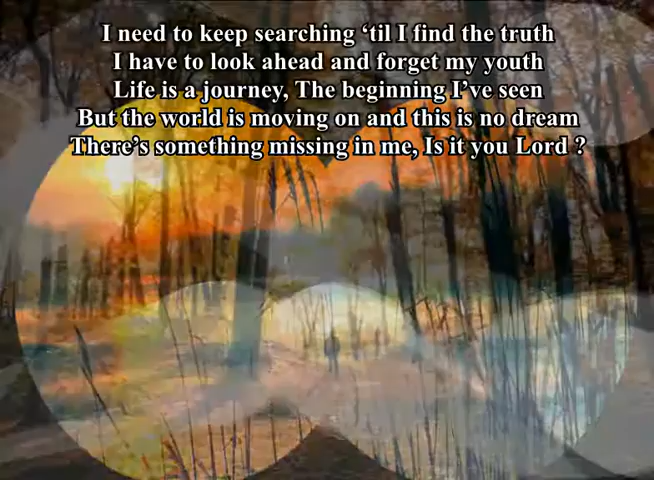 I need to keep searching ‘til I find the truth
I have to look ahead and forget my youth
Life is a journey, The beginning I’ve seen
But the world is moving on and this is no dream
There’s something missing in me, Is it you Lord ?